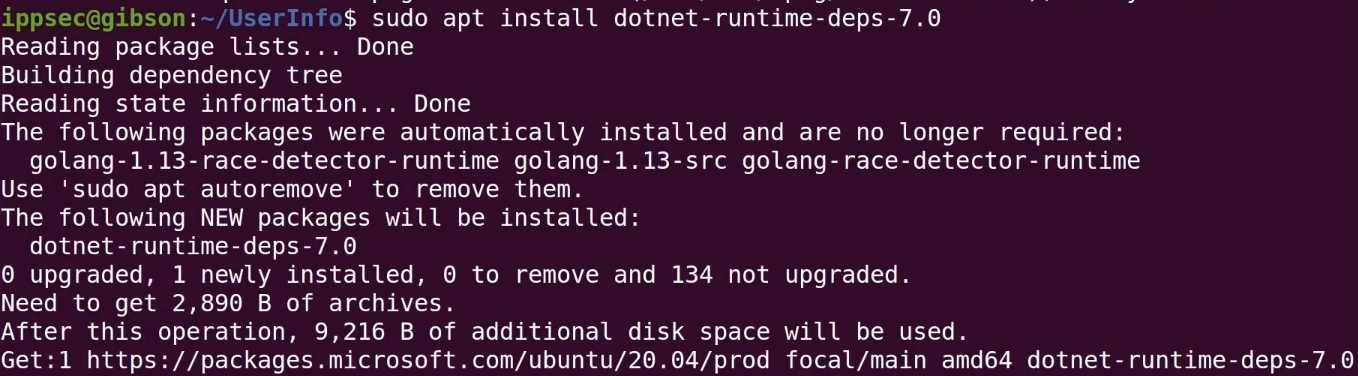 ippsec@gibson:~/UserInfo$ sudo apt install dotnet-runtime-deps-7.0
Reading package lists... Done
Building dependency tree
Reading state information... Done
The following packages were automatically installed and are no longer required:
  golang-1.13-race-detector-runtime golang-1.13-src golang-race-detector-runtime
Use 'sudo apt autoremove' to remove them.
The following NEW packages will be installed:
  dotnet-runtime-deps-7.0
0 upgraded, 1 newly installed, 0 to remove and 134 not upgraded.
Need to get 2,890 B of archives.
After this operation, 9,216 B of additional disk space will be used.
Get:1 https://packages.microsoft.com/ubuntu/20.04/prod focal/main amd64 dotnet-runtime-deps-7.0